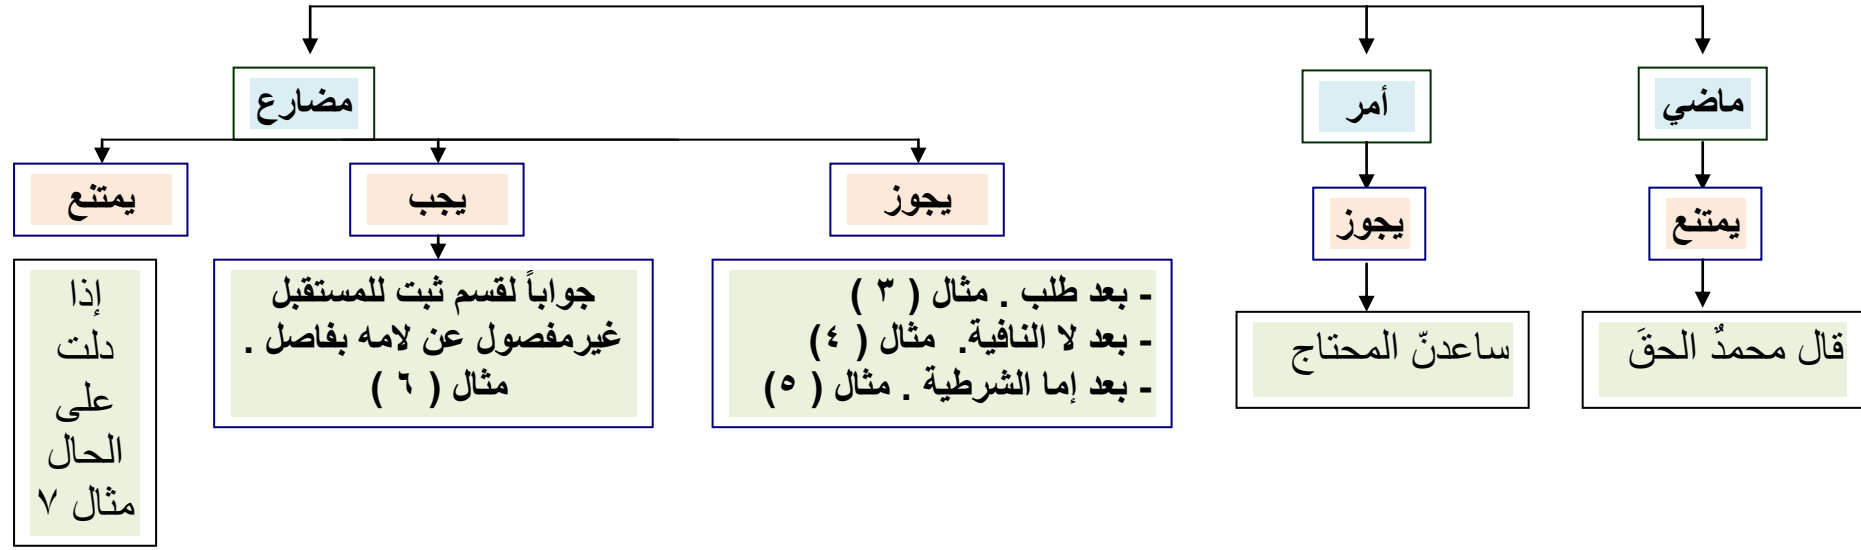 ماضي
أمر
مضارع
يمتنع
يجوز
يجوز
يجب
يمتنع
قال محمدٌ الحقَ
ساعدنّ المحتاج
- بعد طلب . مثال ( ٣ )
- بعد لا النافية. مثال ( ٤)
- بعد إما الشرطية . مثال ( ٥)
جواباً لقسم ثبت للمستقبل
غيرمفصول عن لامه بفاصل .
مثال ( ٦ )
إذا
دلت
على
الحال
مثال ٧